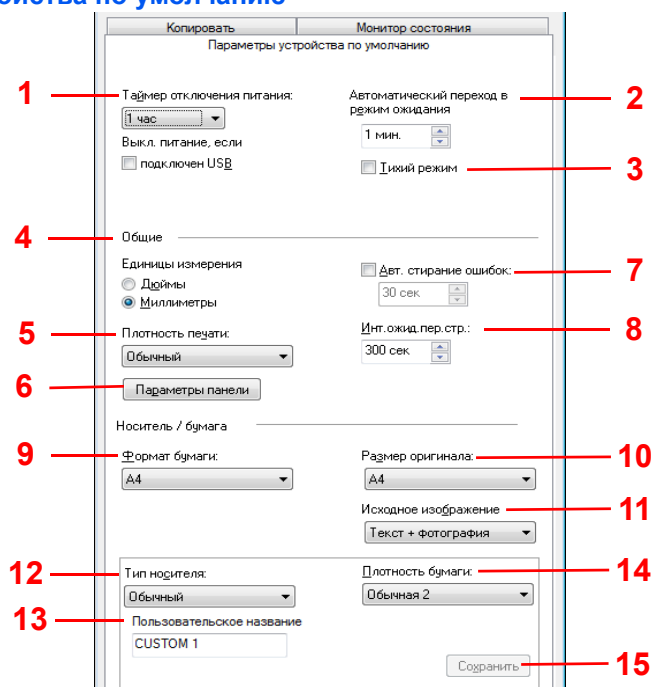 йства по умолчанию
Копировать
Монитор состояния
Параметры устройства по умолчанию
1
Таймер отключения питания:
1 час
Выкл. питание, если
подключен USB
Автоматический переход в
режим ожидания
2
1 мин.
Тихий режим
3
4
Общие
Единицы измерения
Дюймы
Миллиметры
Авт. стирание ошибок:
7
30 сек
5
Плотность печати:
Обычный
Инт.ожид.пер.стр.:
8
300 сек
6
Параметры панели
Носитель / бумага
9
Формат бумаги:
A4
Размер оригинала:
10
A4
Исходное изображение
11
Текст + фотография
12
Тип носителя:
Обычный
Плотность бумаги:
14
Обычная 2
13
Пользовательское название
CUSTOM 1
Сохранить
15